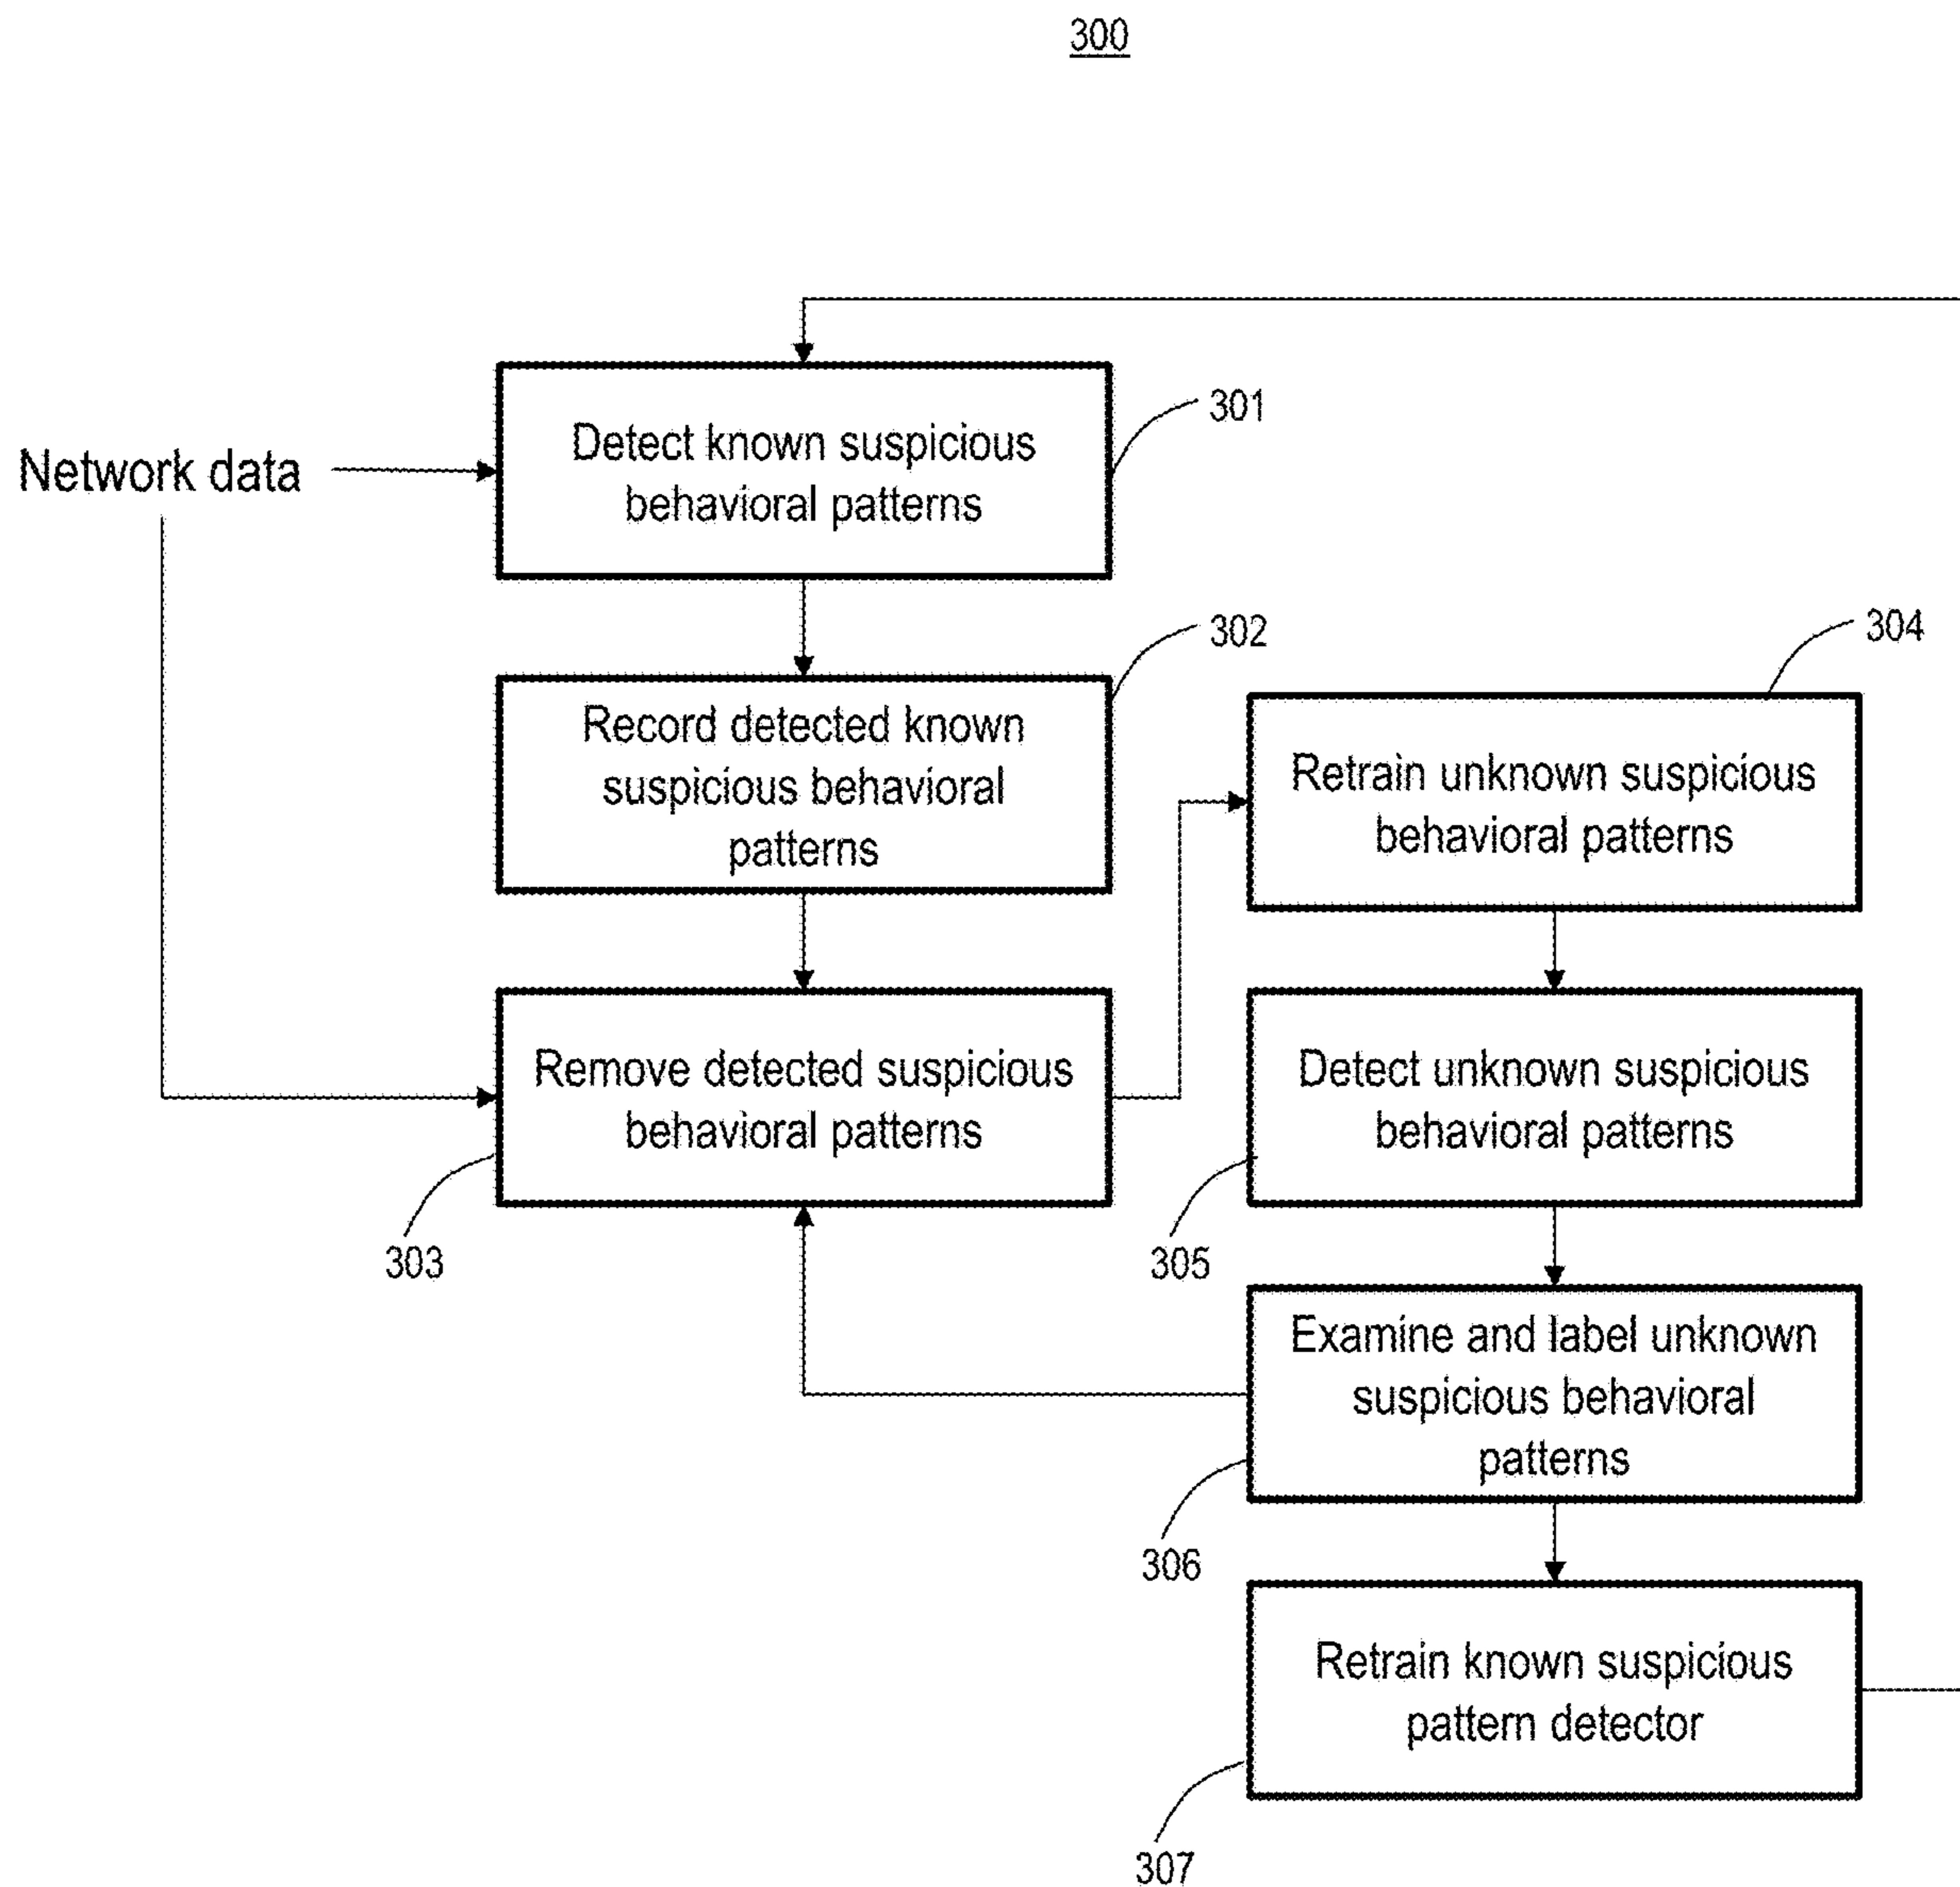 300
Network data
Detect known suspicious
behavioral patterns
301
Record detected known
suspicious behavioral
patterns
302
Remove detected suspicious
behavioral patterns
303
Retrain unknown suspicious
behavioral patterns
304
Detect unknown suspicious
behavioral patterns
305
Examine and label unknown
suspicious behavioral
patterns
306
Retrain known suspicious
pattern detector
307